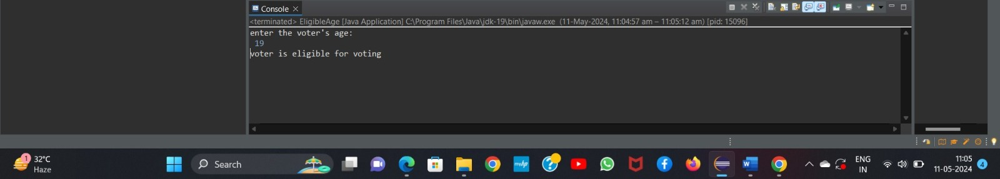 Console
<terminated> EligibleAge [Java Application] C:\Program Files\Java\jdk-19\bin\javaw.exe (11-May-2024, 11:04:57 am – 11:05:12 am) [pid: 15096]
enter the voter's age:
19
voter is eligible for voting
1
32°C
Haze
Search
myhp
W
ENG
IN
11:05
11-05-2024
4